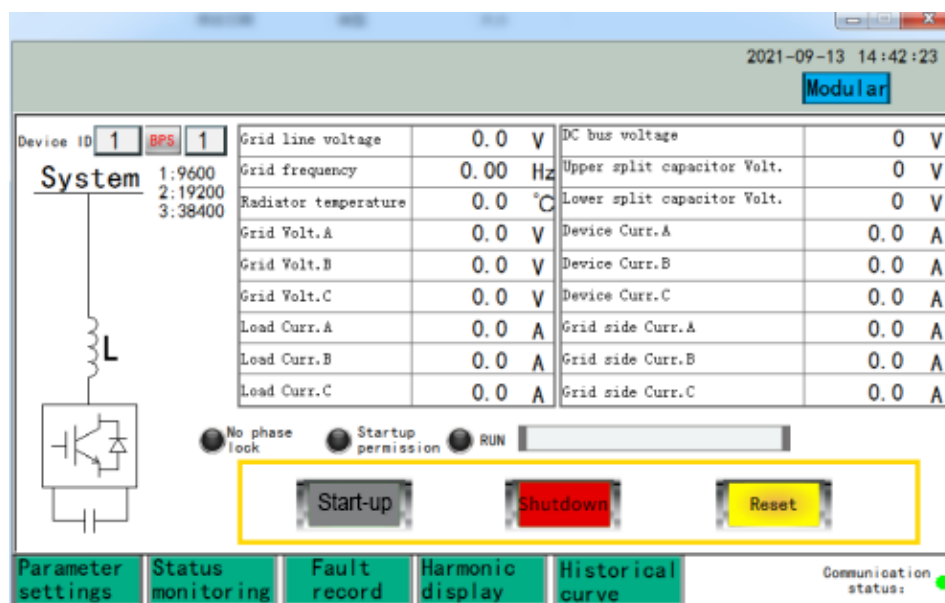 2021-09-13 14:42:23
Modular
Device ID 1 BPS 1
System
1:9600
2:19200
3:38400
Grid line voltage 0.0 V DC bus voltage 0 V
Grid frequency 0.00 Hz Upper split capacitor Volt. 0 V
Radiator temperature 0.0 ℃ Lower split capacitor Volt. 0 V
Grid Volt.A 0.0 V Device Curr.A 0.0 A
Grid Volt.B 0.0 V Device Curr.B 0.0 A
Grid Volt.C 0.0 V Device Curr.C 0.0 A
Load Curr.A 0.0 A Grid side Curr.A 0.0 A
Load Curr.B 0.0 A Grid side Curr.B 0.0 A
Load Curr.C 0.0 A Grid side Curr.C 0.0 A
L
No phase
lock
Startup
permission
RUN
Start-up Shutdown Reset
Parameter
settings
Status
monitoring
Fault
record
Harmonic
display
Historical
curve
Communication
status: